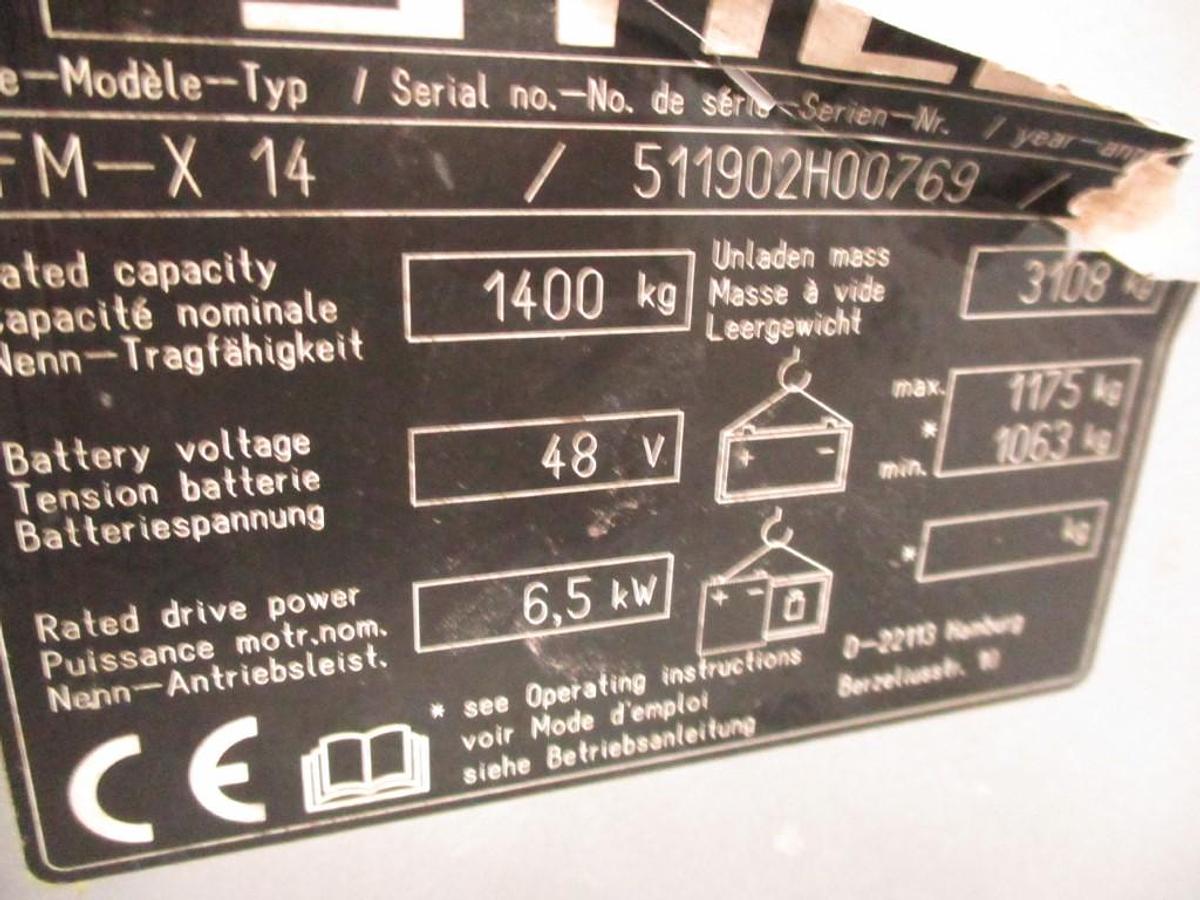 e-Modèle-Typ / Serial no.-No. de série-Serien-Nr. / year-ann
FM-X 14 / 511902H00769 /
ated capacity
apacité nominale
Nenn-Tragfähigkeit
1400 kg
Unladen mass
Masse à vide
Leergewicht
3108 kg
Battery voltage
Tension batterie
Batteriespannung
48 V
+ -
max.
*
min.
1175 kg
1063 kg
Rated drive power
Puissance motr.nom.
Nenn-Antriebsleist.
6,5 kW
+ -
* kg
* see Operating instructions
voir Mode d'emploi
siehe Betriebsanleitung
D-22113 Hamburg
Berzeliusstr. 10
CE